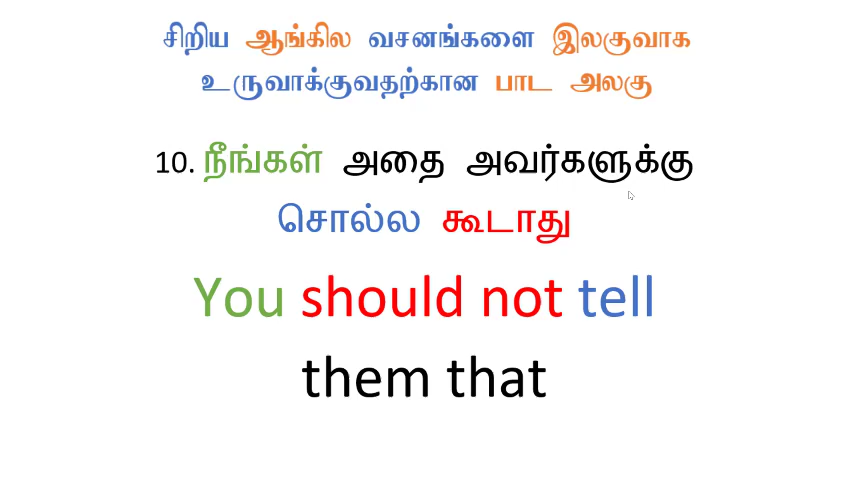 சிறிய ஆங்கில வசனங்களை இலகுவாக
உருவாக்குவதற்கான பாட அலகு
10. நீங்கள் அதை அவர்களுக்கு
சொல்ல கூடாது
You should not tell
them that